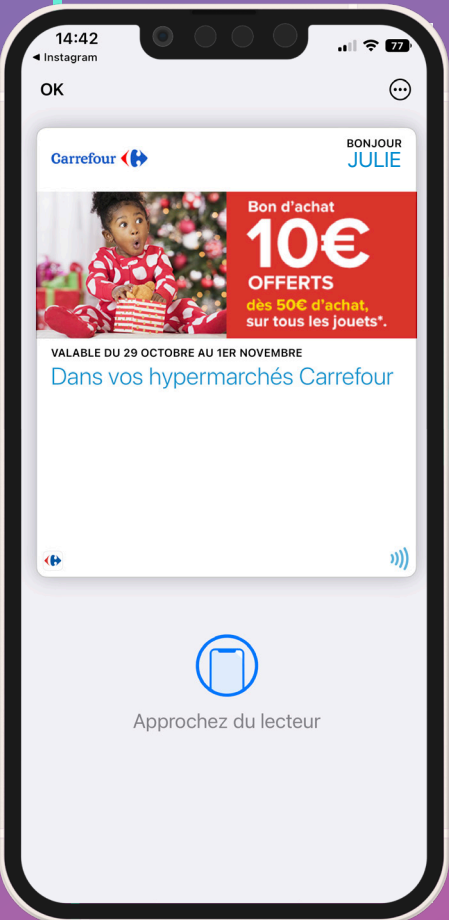 14:42
77
◀ Instagram
OK
Carrefour
BONJOUR
JULIE
Bon d'achat
10€
OFFERTS
dès 50€ d'achat,
sur tous les jouets*.
VALABLE DU 29 OCTOBRE AU 1ER NOVEMBRE
Dans vos hypermarchés Carrefour
Approchez du lecteur